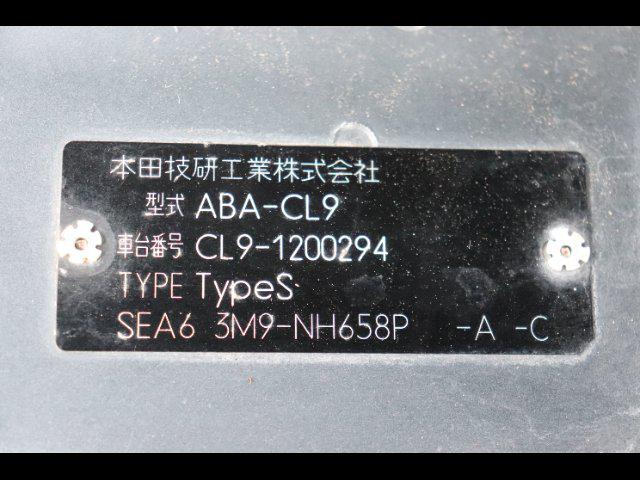 本田技研工業株式会社
型式 ABA-CL9
車台番号 CL9-1200294
TYPE TypeS
SEA6 3M9-NH658P -A -C